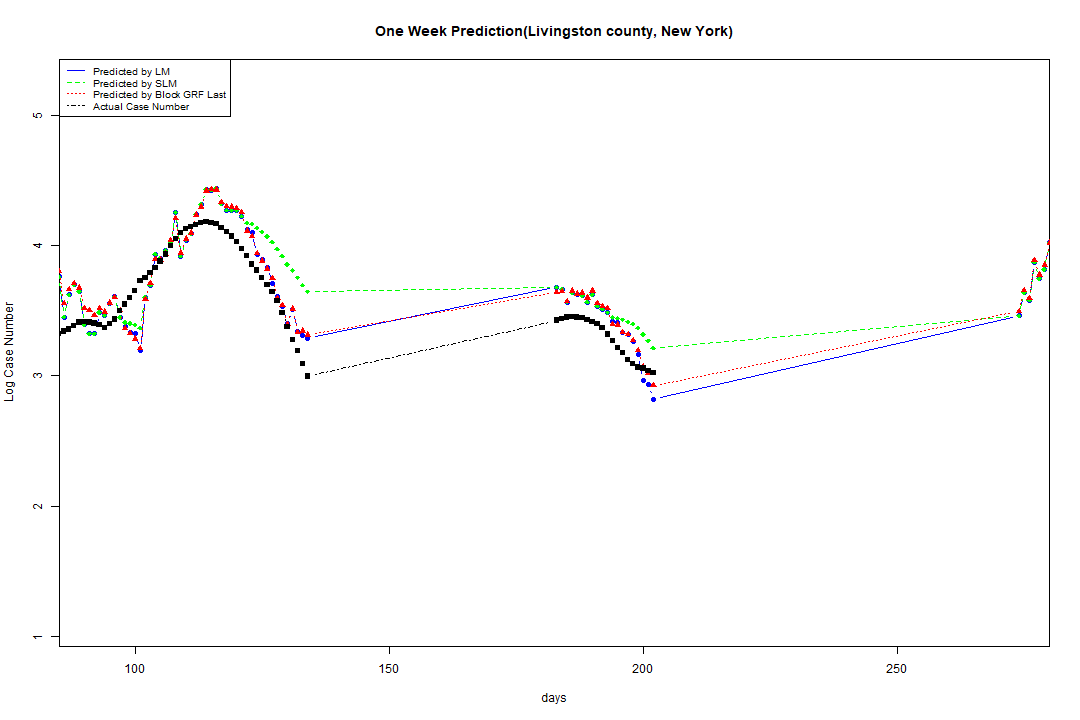 One Week Prediction(Livingston county, New York)
Predicted by LM
Predicted by SLM
Predicted by Block GRF Last
Actual Case Number
5
4
3
2
1
Log Case Number
100 150 200 250
days